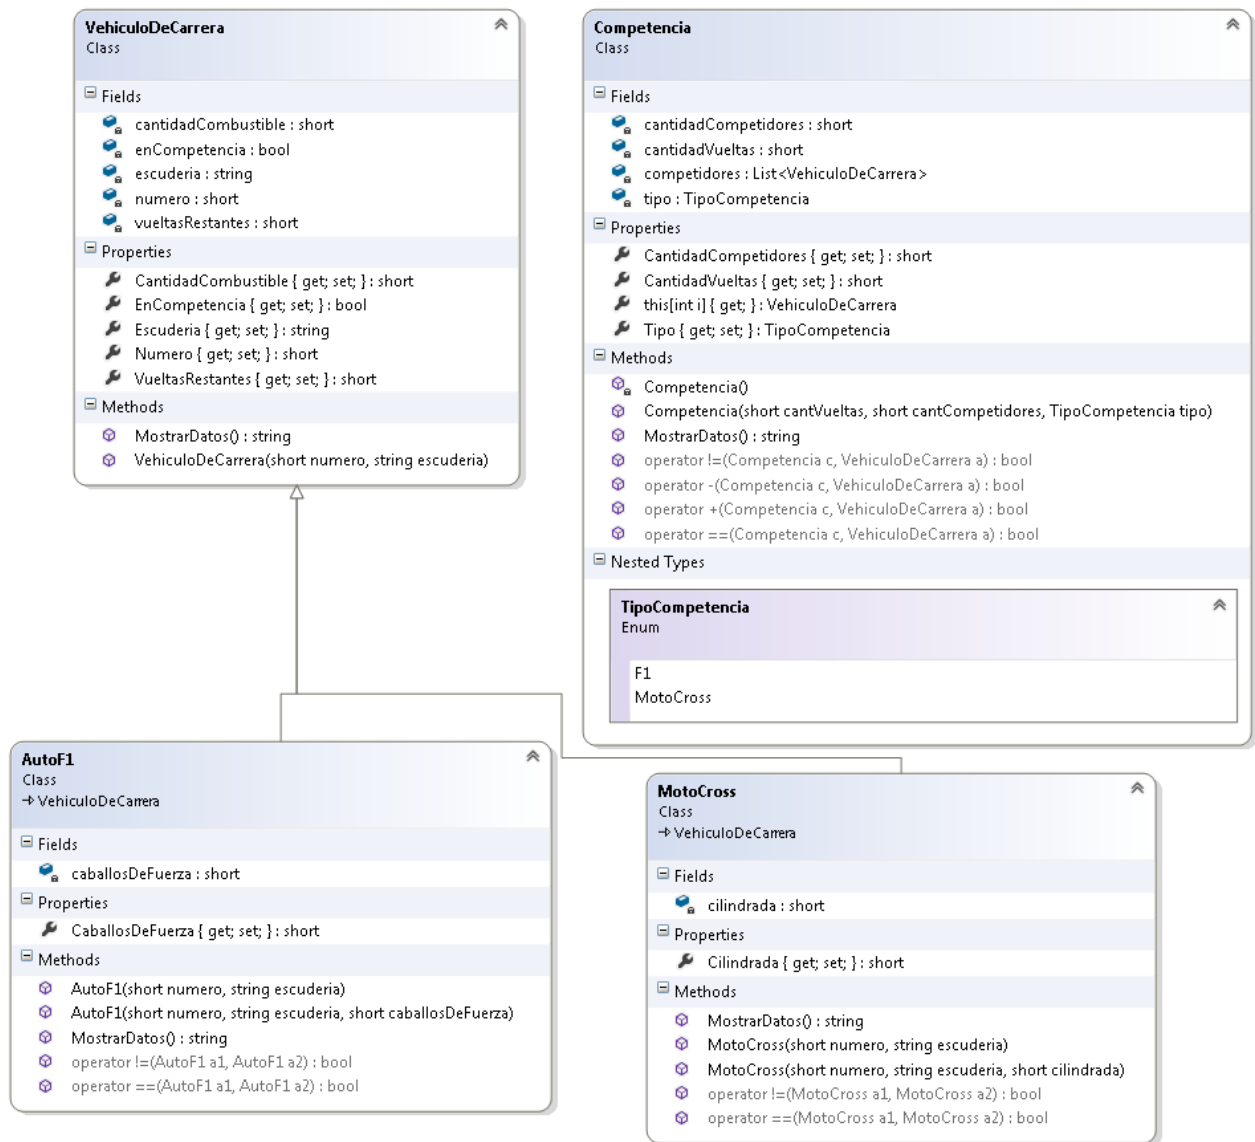 VehiculoDeCarrera
Class
Fields
cantidadCombustible : short
enCompetencia : bool
escuderia : string
numero : short
vueltasRestantes : short
Properties
CantidadCombustible { get; set; } : short
EnCompetencia { get; set; } : bool
Escuderia { get; set; } : string
Numero { get; set; } : short
VueltasRestantes { get; set; } : short
Methods
MostrarDatos() : string
VehiculoDeCarrera(short numero, string escuderia)
Competencia
Class
Fields
cantidadCompetidores : short
cantidadVueltas : short
competidores : List<VehiculoDeCarrera>
tipo : TipoCompetencia
Properties
CantidadCompetidores { get; set; } : short
CantidadVueltas { get; set; } : short
this[int i] { get; } : VehiculoDeCarrera
Tipo { get; set; } : TipoCompetencia
Methods
Competencia()
Competencia(short cantVueltas, short cantCompetidores, TipoCompetencia tipo)
MostrarDatos() : string
operator !=(Competencia c, VehiculoDeCarrera a) : bool
operator -(Competencia c, VehiculoDeCarrera a) : bool
operator +(Competencia c, VehiculoDeCarrera a) : bool
operator ==(Competencia c, VehiculoDeCarrera a) : bool
Nested Types
TipoCompetencia
Enum
F1
MotoCross
AutoF1
Class
VehiculoDeCarrera
Fields
caballosDeFuerza : short
Properties
CaballosDeFuerza { get; set; } : short
Methods
AutoF1(short numero, string escuderia)
AutoF1(short numero, string escuderia, short caballosDeFuerza)
MostrarDatos() : string
operator !=(AutoF1 a1, AutoF1 a2) : bool
operator ==(AutoF1 a1, AutoF1 a2) : bool
MotoCross
Class
VehiculoDeCarrera
Fields
cilindrada : short
Properties
Cilindrada { get; set; } : short
Methods
MostrarDatos() : string
MotoCross(short numero, string escuderia)
MotoCross(short numero, string escuderia, short cilindrada)
operator !=(MotoCross a1, MotoCross a2) : bool
operator ==(MotoCross a1, MotoCross a2) : bool